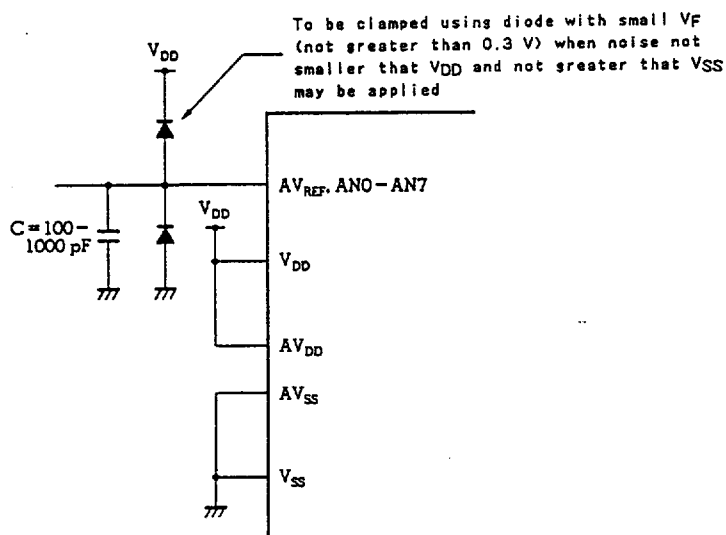 To be clamped using diode with small VF
(not greater than 0.3 V) when noise not
smaller that VDD and not greater that VSS
may be applied
VDD
AVREF. AN0-AN7
C=100-
1000 pF
VDD
VDD
AVDD
AVSS
VSS